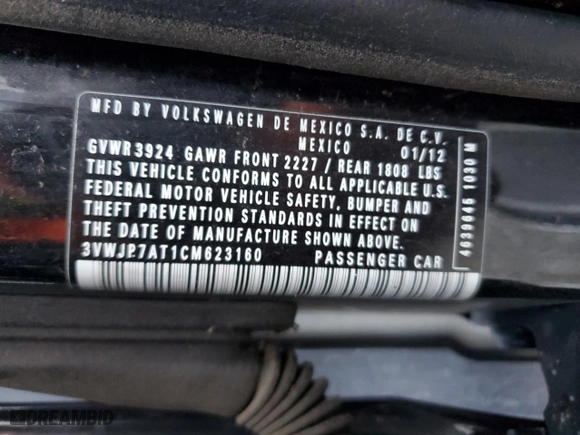 MFD BY VOLKSWAGEN DE MEXICO S.A. DE C.V.
MEXICO 01/12
GVWR 3924 GAWR FRONT 2227 / REAR 1808 LBS
THIS VEHICLE CONFORMS TO ALL APPLICABLE U.S.
FEDERAL MOTOR VEHICLE SAFETY, BUMPER AND
THEFT PREVENTION STANDARDS IN EFFECT ON
THE DATE OF MANUFACTURE SHOWN ABOVE.
3VWJP7AT1CM623160 PASSENGER CAR
4639645 1030 M
DREAMBID